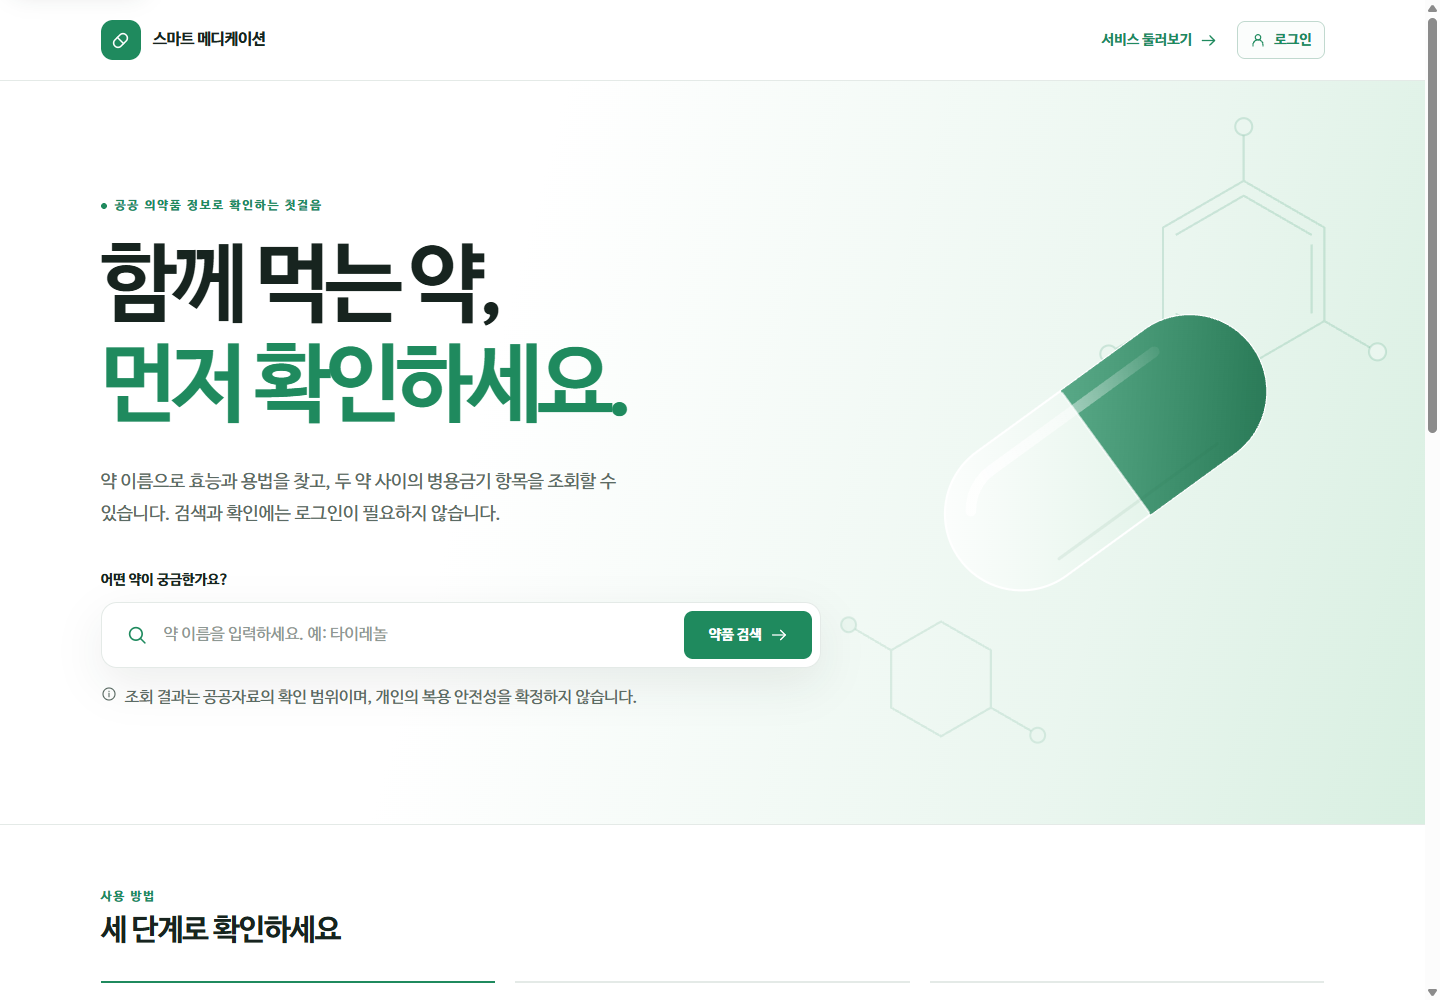 스마트 메디케이션
서비스 둘러보기
로그인
공공 의약품 정보로 확인하는 첫걸음
함께 먹는 약,
먼저 확인하세요.
약 이름으로 효능과 용법을 찾고, 두 약 사이의 병용금기 항목을 조회할 수
있습니다. 검색과 확인에는 로그인이 필요하지 않습니다.
어떤 약이 궁금한가요?
약 이름을 입력하세요. 예: 타이레놀
약품 검색
조회 결과는 공공자료의 확인 범위이며, 개인의 복용 안전성을 확정하지 않습니다.
사용 방법
세 단계로 확인하세요